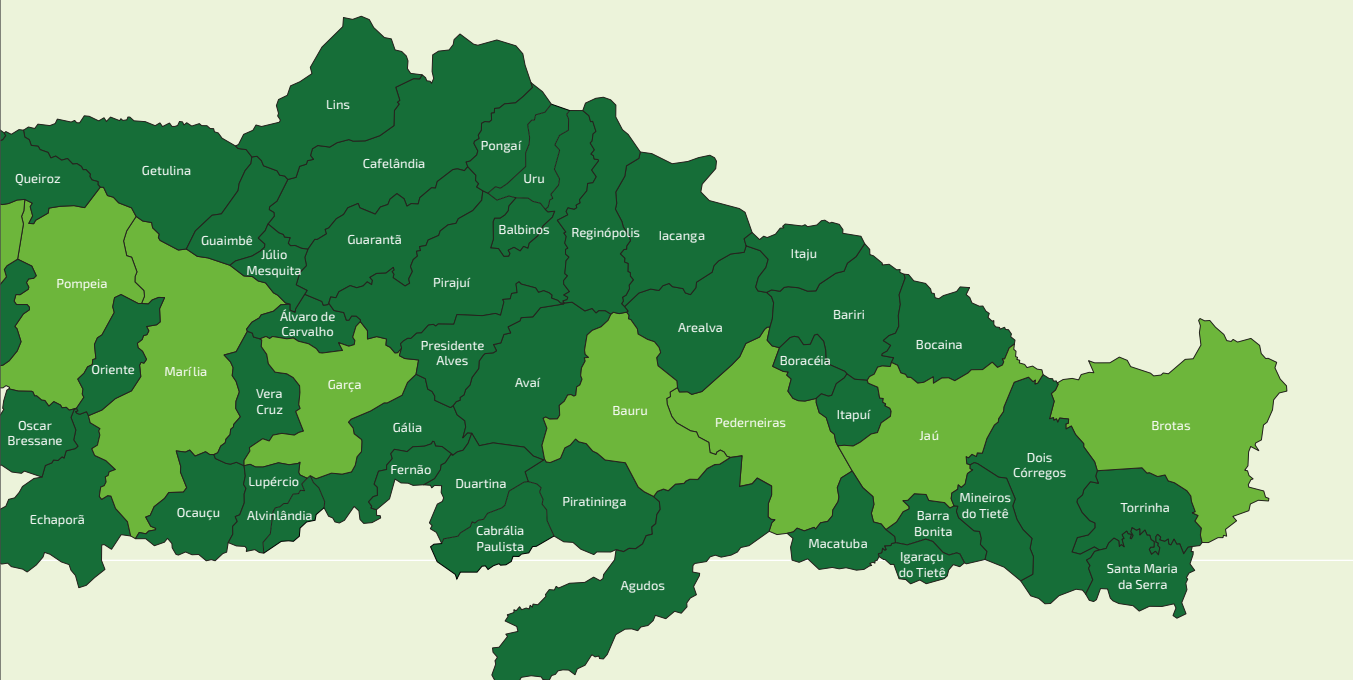 Lins
Pongaí
Cafelândia
Getulina
Queiroz
Uru
Balbinos
Reginópolis
Iacanga
Guarantã
Guaimbê
Júlio
Mesquita
Itaju
Pirajuí
Pompeia
Bariri
Álvaro de
Carvalho
Arealva
Bocaina
Presidente
Alves
Boracéia
Oriente
Marília
Garça
Avaí
Vera
Cruz
Bauru
Itapuí
Pederneiras
Brotas
Oscar
Bressane
Gália
Jaú
Dois
Córregos
Fernão
Lupércio
Duartina
Piratininga
Mineiros
do Tietê
Torrinha
Echaporã
Ocauçu
Alvinlândia
Barra
Bonita
Cabrália
Paulista
Macatuba
Igaraçu
do Tietê
Santa Maria
da Serra
Agudos